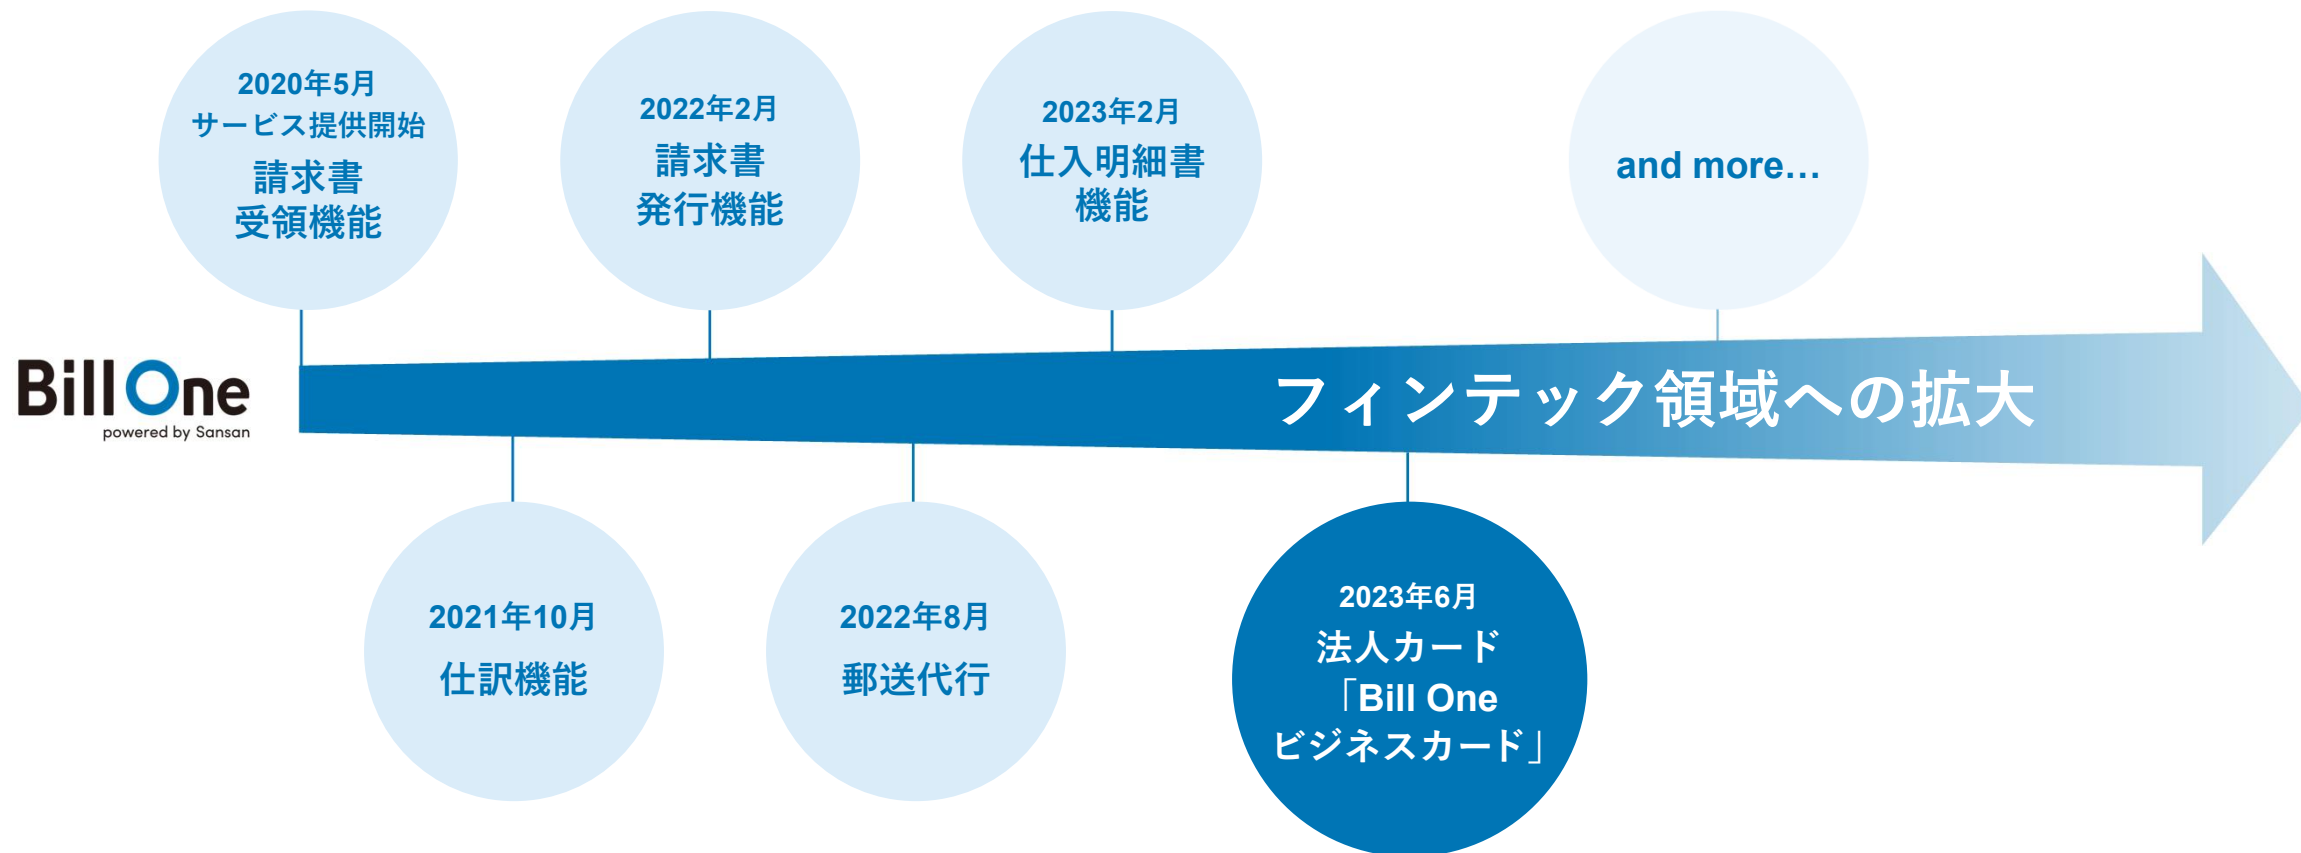 2020年5月
サービス提供開始
請求書
受領機能
2022年2月
請求書
発行機能
2023年2月
仕入明細書
機能
and more…
Bill One
powered by Sansan
フィンテック領域への拡大
2021年10月
仕訳機能
2022年8月
郵送代行
2023年6月
法人カード
「Bill One
ビジネスカード」